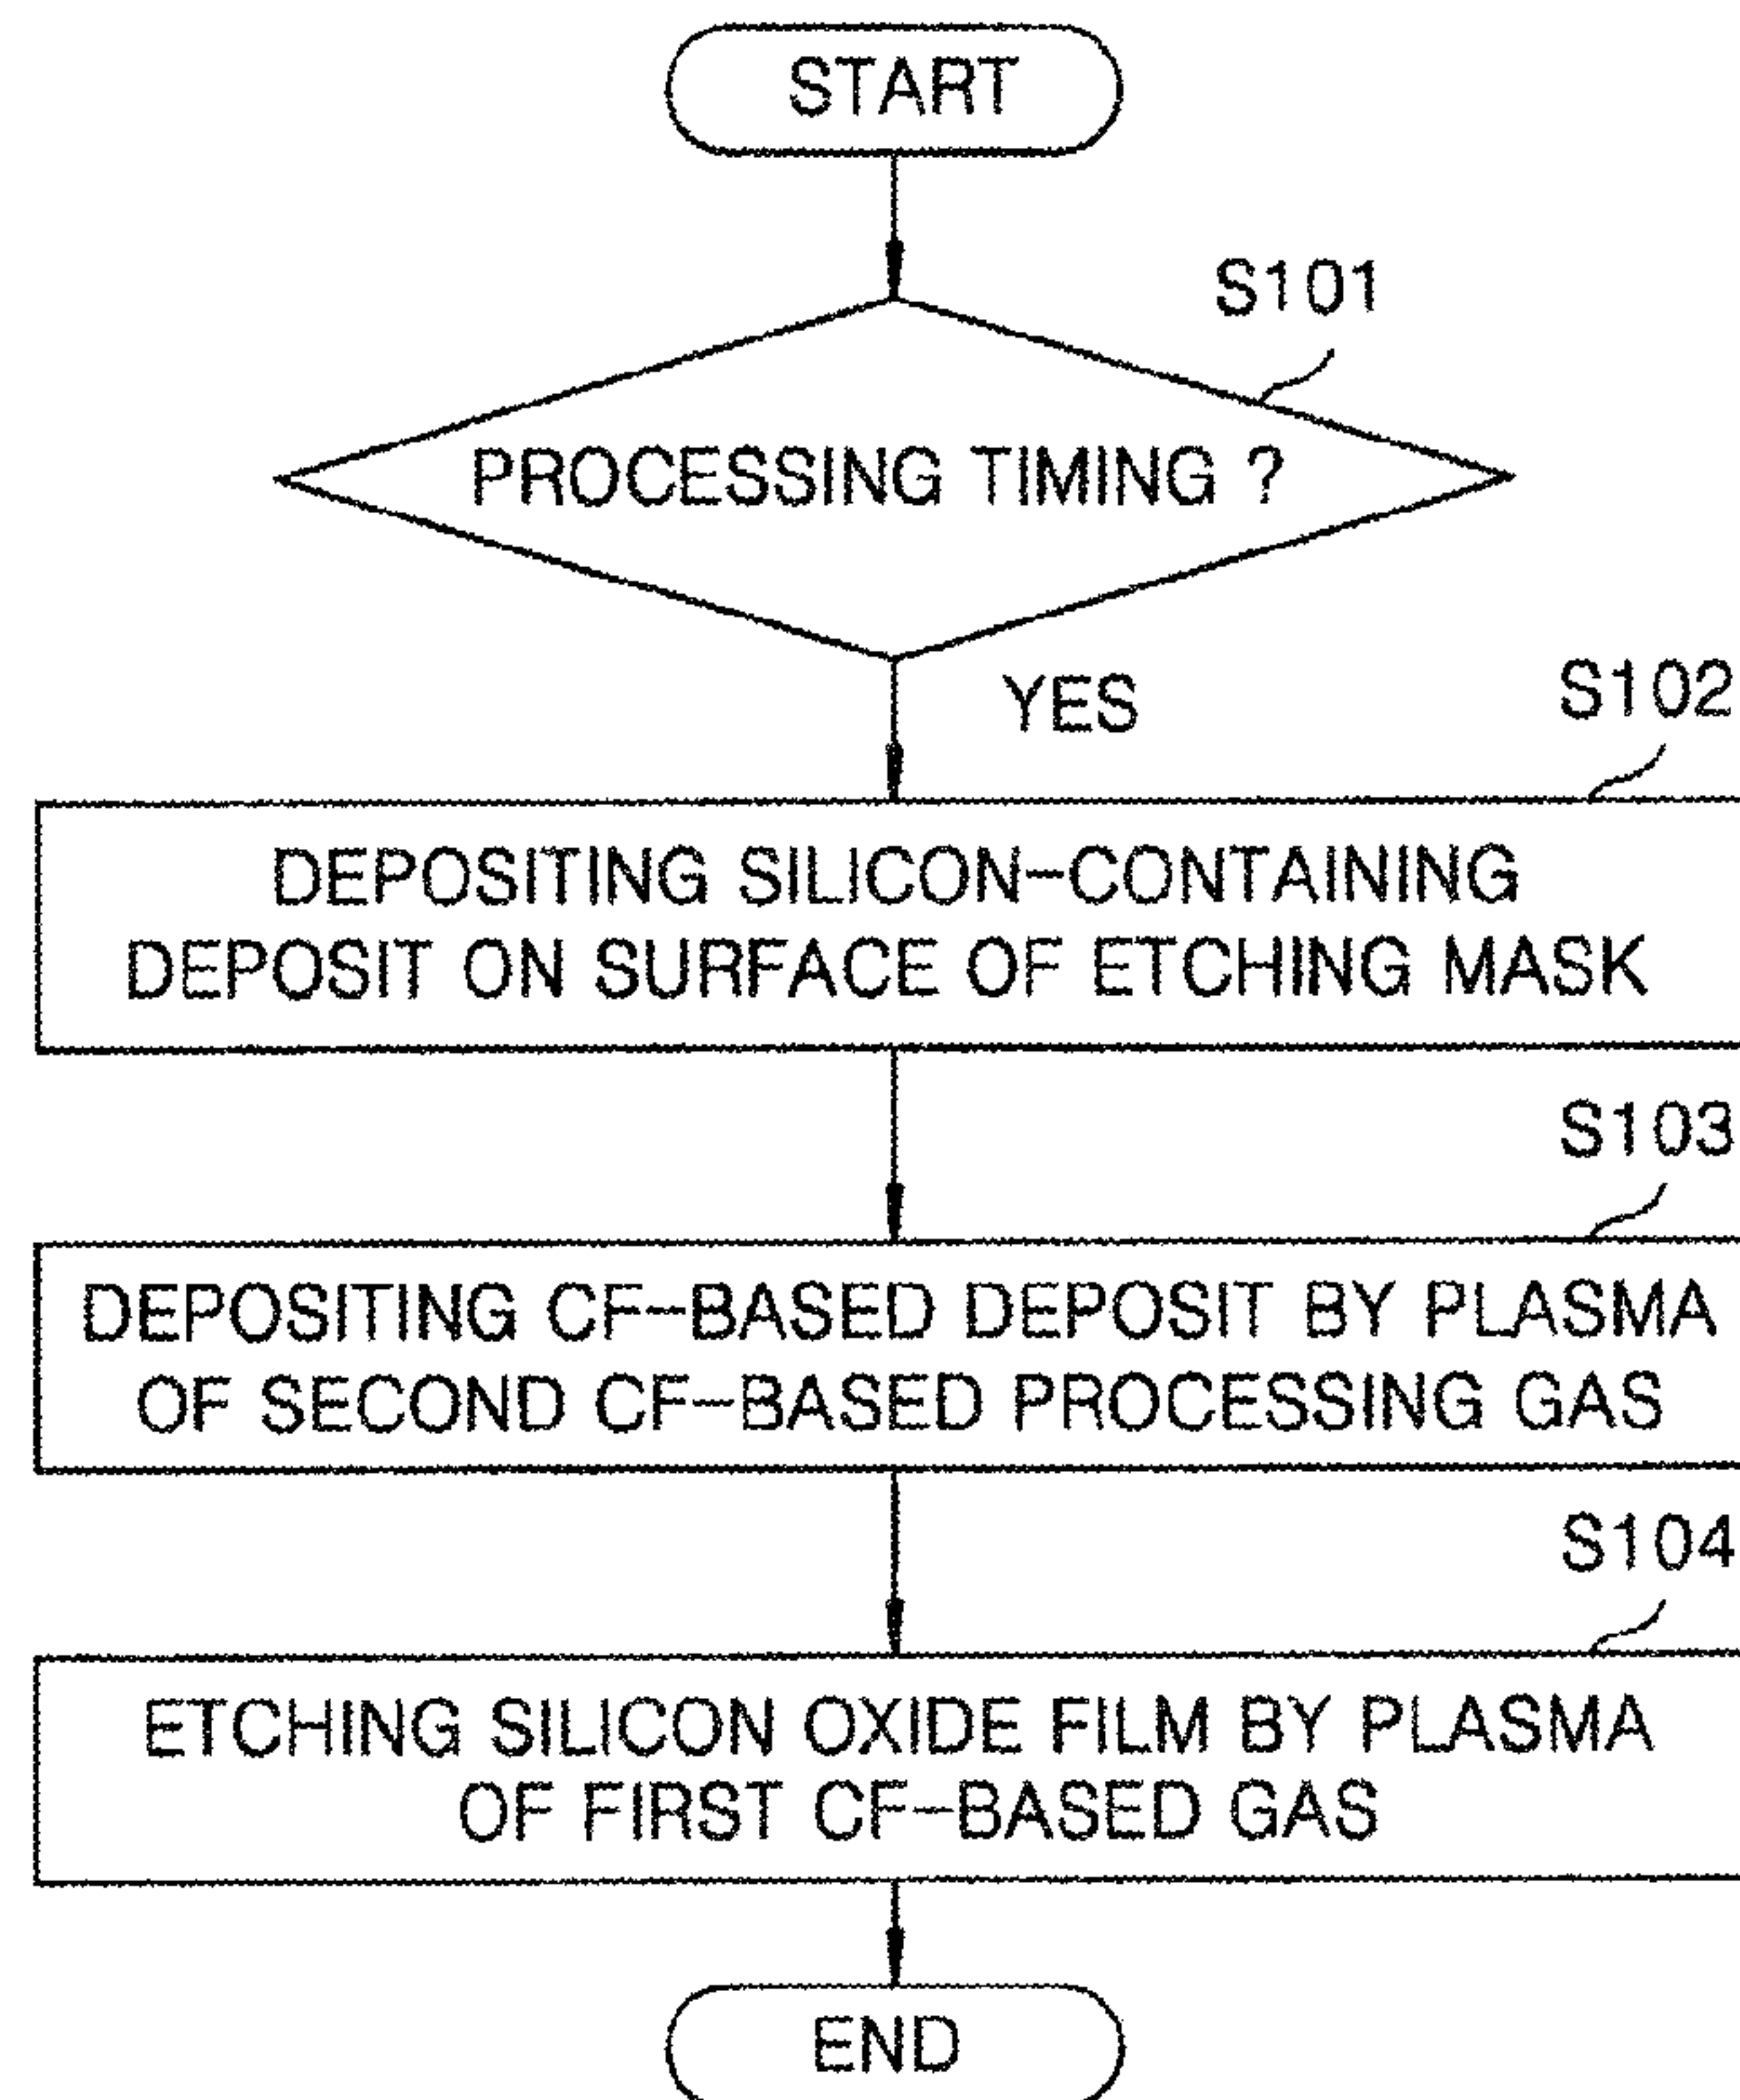 START
S101
PROCESSING TIMING ?
YES
S102
DEPOSITING SILICON-CONTAINING
DEPOSIT ON SURFACE OF ETCHING MASK
S103
DEPOSITING CF-BASED DEPOSIT BY PLASMA
OF SECOND CF-BASED PROCESSING GAS
S104
ETCHING SILICON OXIDE FILM BY PLASMA
OF FIRST CF-BASED GAS
END